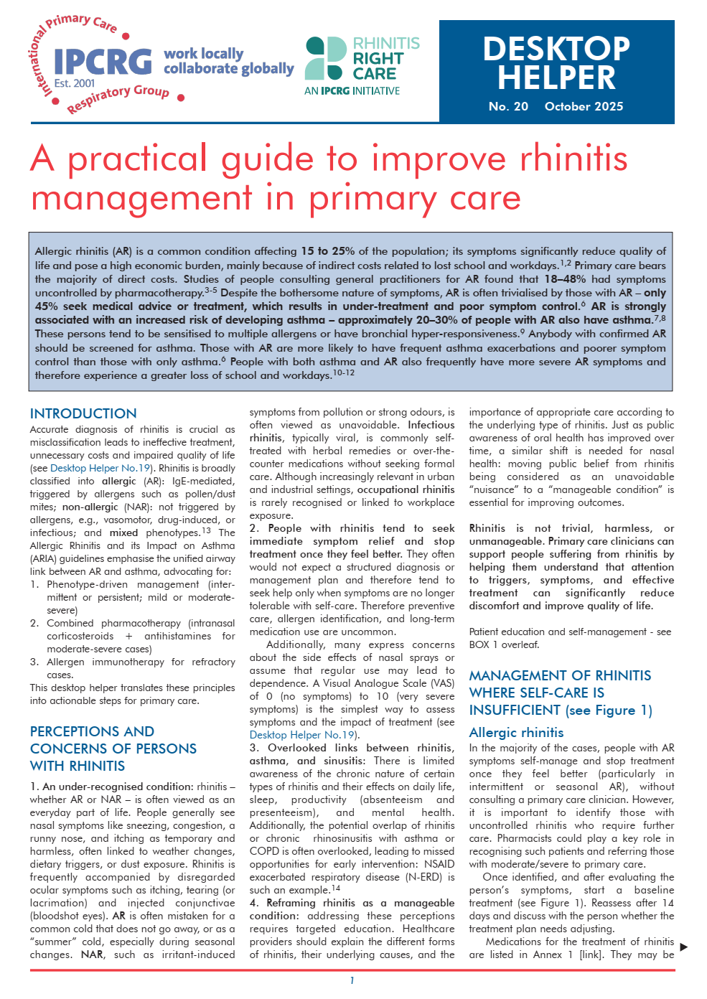 International Primary Care
IPCRG
Est. 2001
Respiratory Group
work locally
collaborate globally
RHINITIS
RIGHT
CARE
AN IPCRG INITIATIVE
DESKTOP
HELPER
No. 20 October 2025
A practical guide to improve rhinitis
management in primary care
Allergic rhinitis (AR) is a common condition affecting 15 to 25% of the population; its symptoms significantly reduce quality of
life and pose a high economic burden, mainly because of indirect costs related to lost school and workdays.1,2 Primary care bears
the majority of direct costs. Studies of people consulting general practitioners for AR found that 18–48% had symptoms
uncontrolled by pharmacotherapy.3-5 Despite the bothersome nature of symptoms, AR is often trivialised by those with AR – only
45% seek medical advice or treatment, which results in under-treatment and poor symptom control.6 AR is strongly
associated with an increased risk of developing asthma – approximately 20–30% of people with AR also have asthma.7,8
These persons tend to be sensitised to multiple allergens or have bronchial hyper-responsiveness.9 Anybody with confirmed AR
should be screened for asthma. Those with AR are more likely to have frequent asthma exacerbations and poorer symptom
control than those with only asthma.6 People with both asthma and AR also frequently have more severe AR symptoms and
therefore experience a greater loss of school and workdays.10-12
INTRODUCTION
Accurate diagnosis of rhinitis is crucial as
misclassification leads to ineffective treatment,
unnecessary costs and impaired quality of life
(see Desktop Helper No.19). Rhinitis is broadly
classified into allergic (AR): IgE-mediated,
triggered by allergens such as pollen/dust
mites; non-allergic (NAR): not triggered by
allergens, e.g., vasomotor, drug-induced, or
infectious; and mixed phenotypes.13 The
Allergic Rhinitis and its Impact on Asthma
(ARIA) guidelines emphasise the unified airway
link between AR and asthma, advocating for:
1. Phenotype-driven management (inter-
mittent or persistent; mild or moderate-
severe)
2. Combined pharmacotherapy (intranasal
corticosteroids + antihistamines for
moderate-severe cases)
3. Allergen immunotherapy for refractory
cases.
This desktop helper translates these principles
into actionable steps for primary care.
PERCEPTIONS AND
CONCERNS OF PERSONS
WITH RHINITIS
1. An under-recognised condition: rhinitis –
whether AR or NAR – is often viewed as an
everyday part of life. People generally see
nasal symptoms like sneezing, congestion, a
runny nose, and itching as temporary and
harmless, often linked to weather changes,
dietary triggers, or dust exposure. Rhinitis is
frequently accompanied by disregarded
ocular symptoms such as itching, tearing (or
lacrimation) and injected conjunctivae
(bloodshot eyes). AR is often mistaken for a
common cold that does not go away, or as a
“summer” cold, especially during seasonal
changes. NAR, such as irritant-induced
symptoms from pollution or strong odours, is
often viewed as unavoidable. Infectious
rhinitis, typically viral, is commonly self-
treated with herbal remedies or over-the-
counter medications without seeking formal
care. Although increasingly relevant in urban
and industrial settings, occupational rhinitis
is rarely recognised or linked to workplace
exposure.
2. People with rhinitis tend to seek
immediate symptom relief and stop
treatment once they feel better. They often
would not expect a structured diagnosis or
management plan and therefore tend to
seek help only when symptoms are no longer
tolerable with self-care. Therefore preventive
care, allergen identification, and long-term
medication use are uncommon.
Additionally, many express concerns
about the side effects of nasal sprays or
assume that regular use may lead to
dependence. A Visual Analogue Scale (VAS)
of 0 (no symptoms) to 10 (very severe
symptoms) is the simplest way to assess
symptoms and the impact of treatment (see
Desktop Helper No.19).
3. Overlooked links between rhinitis,
asthma, and sinusitis: There is limited
awareness of the chronic nature of certain
types of rhinitis and their effects on daily life,
sleep, productivity (absenteeism and
presenteeism), and mental health.
Additionally, the potential overlap of rhinitis
or chronic rhinosinusitis with asthma or
COPD is often overlooked, leading to missed
opportunities for early intervention: NSAID
exacerbated respiratory disease (N-ERD) is
such an example.14
4. Reframing rhinitis as a manageable
condition: addressing these perceptions
requires targeted education. Healthcare
providers should explain the different forms
of rhinitis, their underlying causes, and the
importance of appropriate care according to
the underlying type of rhinitis. Just as public
awareness of oral health has improved over
time, a similar shift is needed for nasal
health: moving public belief from rhinitis
being considered as an unavoidable
“nuisance” to a “manageable condition” is
essential for improving outcomes.
Rhinitis is not trivial, harmless, or
unmanageable. Primary care clinicians can
support people suffering from rhinitis by
helping them understand that attention
to triggers, symptoms, and effective
treatment can significantly reduce
discomfort and improve quality of life.
Patient education and self-management - see
BOX 1 overleaf.
MANAGEMENT OF RHINITIS
WHERE SELF-CARE IS
INSUFFICIENT (see Figure 1)
Allergic rhinitis
In the majority of the cases, people with AR
symptoms self-manage and stop treatment
once they feel better (particularly in
intermittent or seasonal AR), without
consulting a primary care clinician. However,
it is important to identify those with
uncontrolled rhinitis who require further
care. Pharmacists could play a key role in
recognising such patients and referring those
with moderate/severe to primary care.
Once identified, and after evaluating the
person’s symptoms, start a baseline
treatment (see Figure 1). Reassess after 14
days and discuss with the person whether the
treatment plan needs adjusting.
Medications for the treatment of rhinitis
are listed in Annex 1 [link]. They may be
1